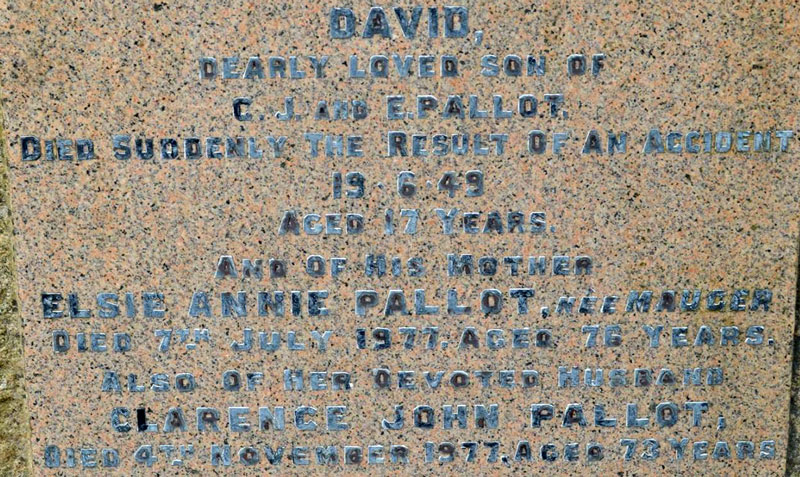 DAVID,
DEARLY LOVED SON OF
C. J. AND E. PALLOT.
DIED SUDDENLY THE RESULT OF AN ACCIDENT
19·6·49
AGED 17 YEARS.
AND OF HIS MOTHER
ELSIE ANNIE PALLOT, NÉE MAUGER
DIED 7TH JULY 1977. AGED 76 YEARS.
ALSO OF HER DEVOTED HUSBAND
CLARENCE JOHN PALLOT,
DIED 4TH NOVEMBER 1977. AGED 73 YEARS